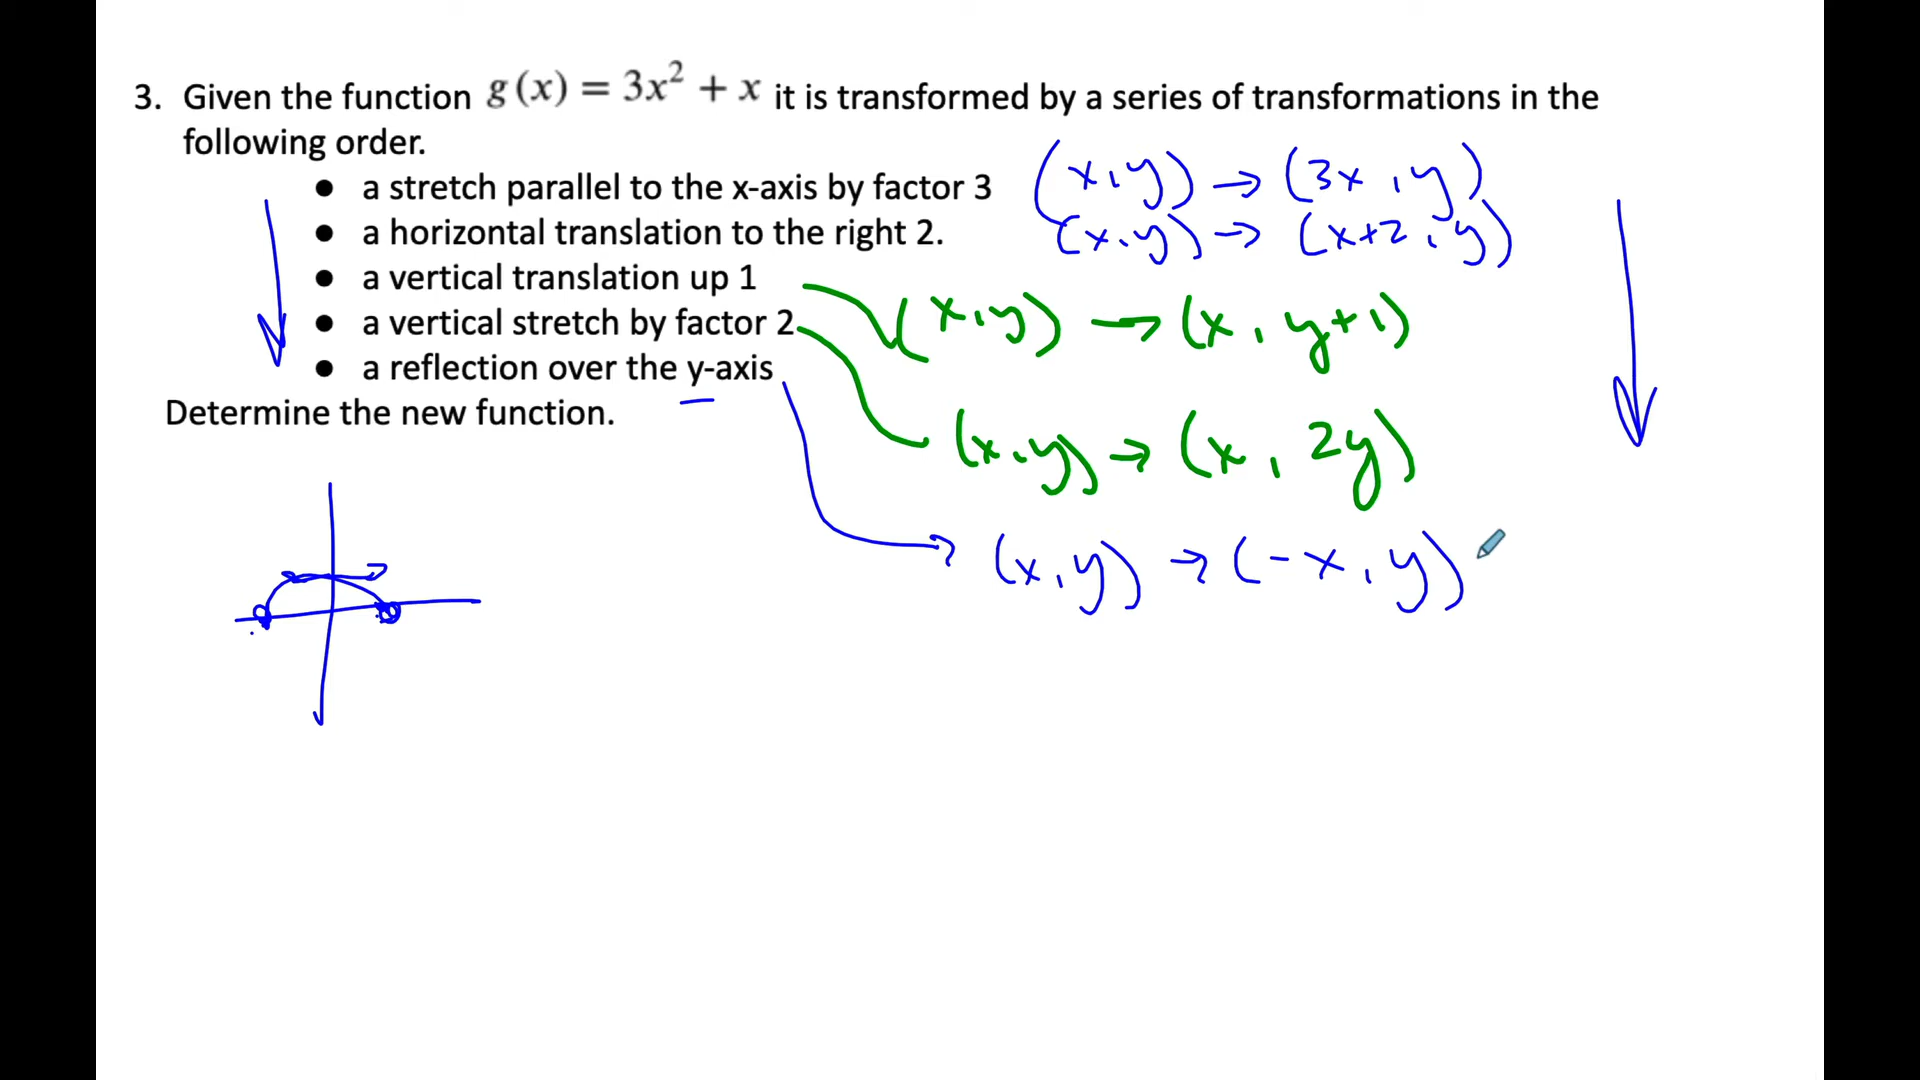 3. Given the function g(x) = 3x² + x it is transformed by a series of transformations in the
following order.
● a stretch parallel to the x-axis by factor 3
(x,y) → (3x,y)
● a horizontal translation to the right 2.
(x,y) → (x+2,y)
● a vertical translation up 1
(x,y) → (x,y+1)
● a vertical stretch by factor 2
● a reflection over the y-axis
Determine the new function.
(x,y) → (x,2y)
(x,y) → (-x,y)